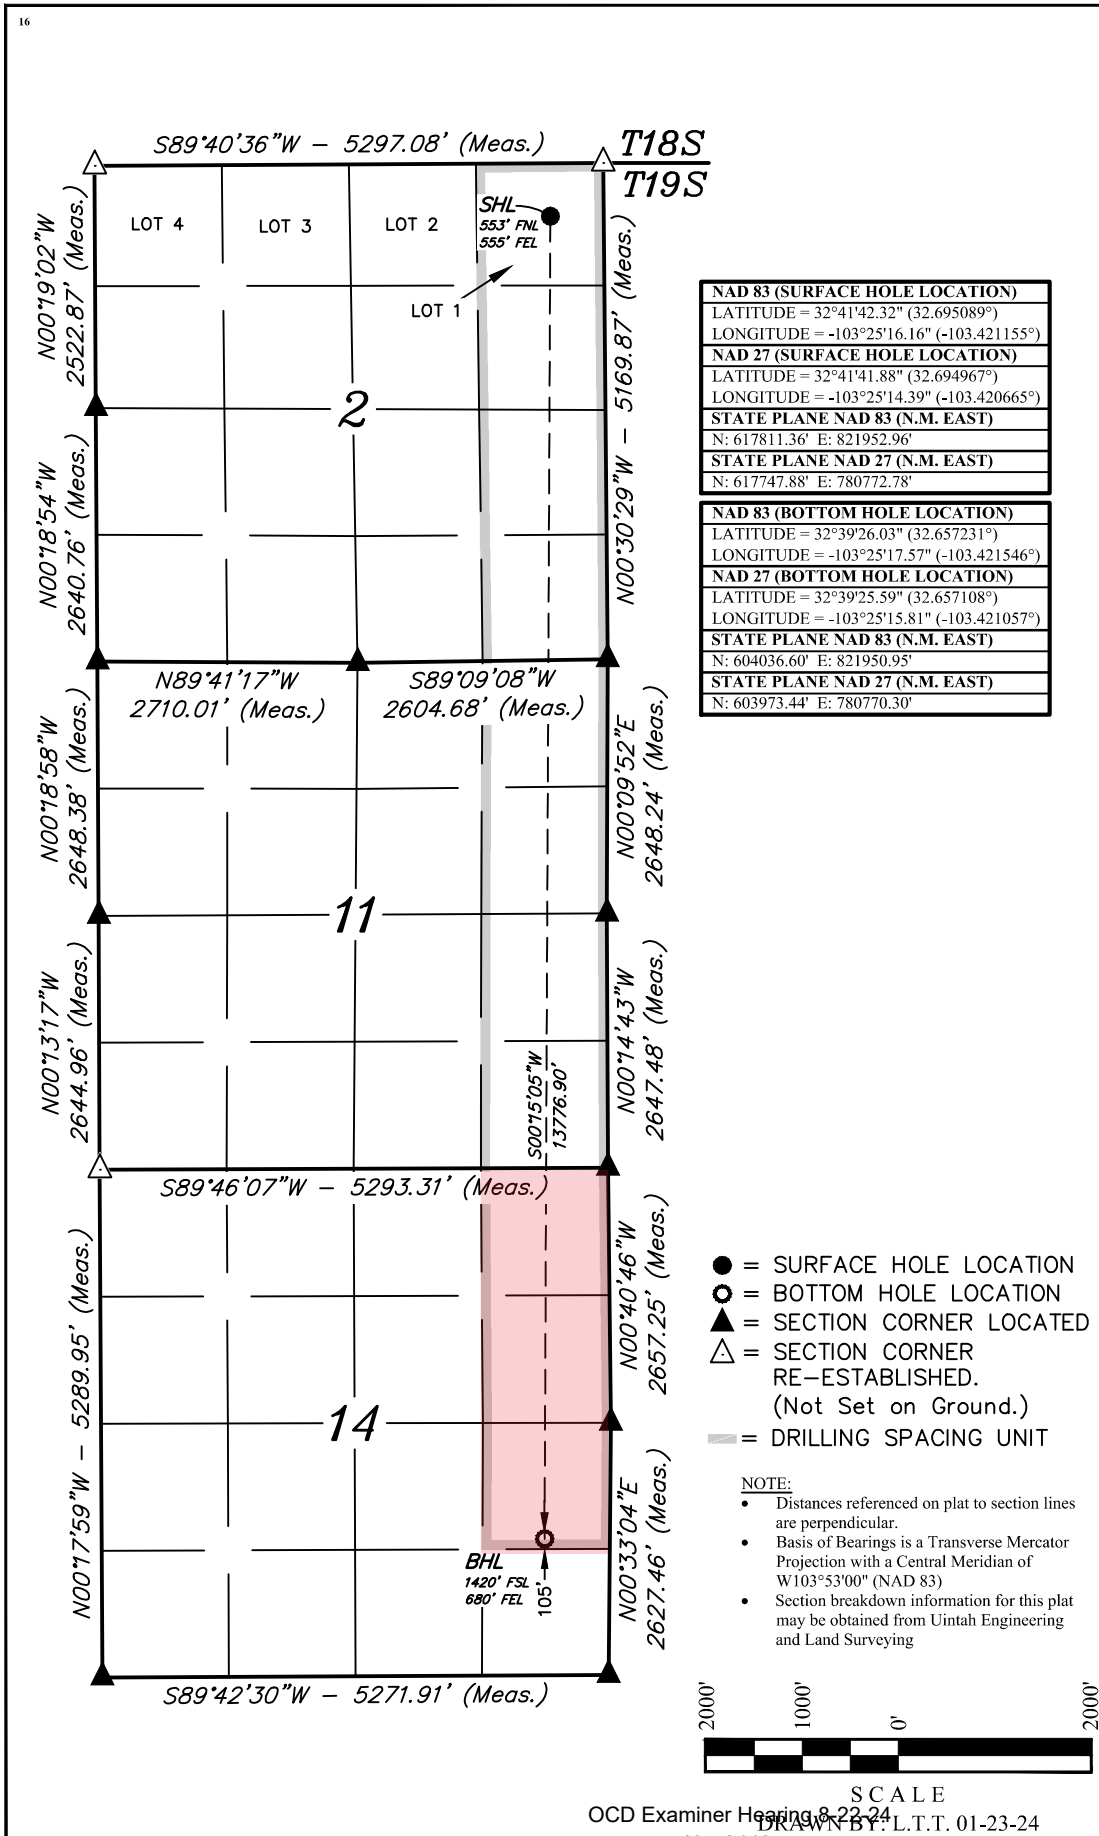 16
S89°40'36"W – 5297.08' (Meas.)
T18S
T19S
N00°19'02"W
2522.87' (Meas.)
LOT 4
LOT 3
LOT 2
SHL
553' FNL
555' FEL
LOT 1
N00°30'29"W – 5169.87' (Meas.)
2
N00°18'54"W
2640.76' (Meas.)
N89°41'17"W
2710.01' (Meas.)
S89°09'08"W
2604.68' (Meas.)
N00°18'58"W
2648.38' (Meas.)
N00°09'52"E
2648.24' (Meas.)
11
N00°13'17"W
2644.96' (Meas.)
S00°15'05"W
13776.90'
N00°14'43"W
2647.48' (Meas.)
S89°46'07"W – 5293.31' (Meas.)
N00°17'59"W – 5289.95' (Meas.)
N00°40'46"W
2657.25' (Meas.)
14
BHL
1420' FSL
680' FEL
105'
N00°33'04"E
2627.46' (Meas.)
S89°42'30"W – 5271.91' (Meas.)
NAD 83 (SURFACE HOLE LOCATION)
LATITUDE = 32°41'42.32" (32.695089°)
LONGITUDE = -103°25'16.16" (-103.421155°)
NAD 27 (SURFACE HOLE LOCATION)
LATITUDE = 32°41'41.88" (32.694967°)
LONGITUDE = -103°25'14.39" (-103.420665°)
STATE PLANE NAD 83 (N.M. EAST)
N: 617811.36' E: 821952.96'
STATE PLANE NAD 27 (N.M. EAST)
N: 617747.88' E: 780772.78'
NAD 83 (BOTTOM HOLE LOCATION)
LATITUDE = 32°39'26.03" (32.657231°)
LONGITUDE = -103°25'17.57" (-103.421546°)
NAD 27 (BOTTOM HOLE LOCATION)
LATITUDE = 32°39'25.59" (32.657108°)
LONGITUDE = -103°25'15.81" (-103.421057°)
STATE PLANE NAD 83 (N.M. EAST)
N: 604036.60' E: 821950.95'
STATE PLANE NAD 27 (N.M. EAST)
N: 603973.44' E: 780770.30'
= SURFACE HOLE LOCATION
= BOTTOM HOLE LOCATION
= SECTION CORNER LOCATED
= SECTION CORNER
RE-ESTABLISHED.
(Not Set on Ground.)
= DRILLING SPACING UNIT
NOTE:
• Distances referenced on plat to section lines
are perpendicular.
• Basis of Bearings is a Transverse Mercator
Projection with a Central Meridian of
W103°53'00" (NAD 83)
• Section breakdown information for this plat
may be obtained from Uintah Engineering
and Land Surveying
2000' 1000' 0' 2000'
SCALE
OCD Examiner Hearing 8-22-24
DRAWN BY: L.T.T. 01-23-24